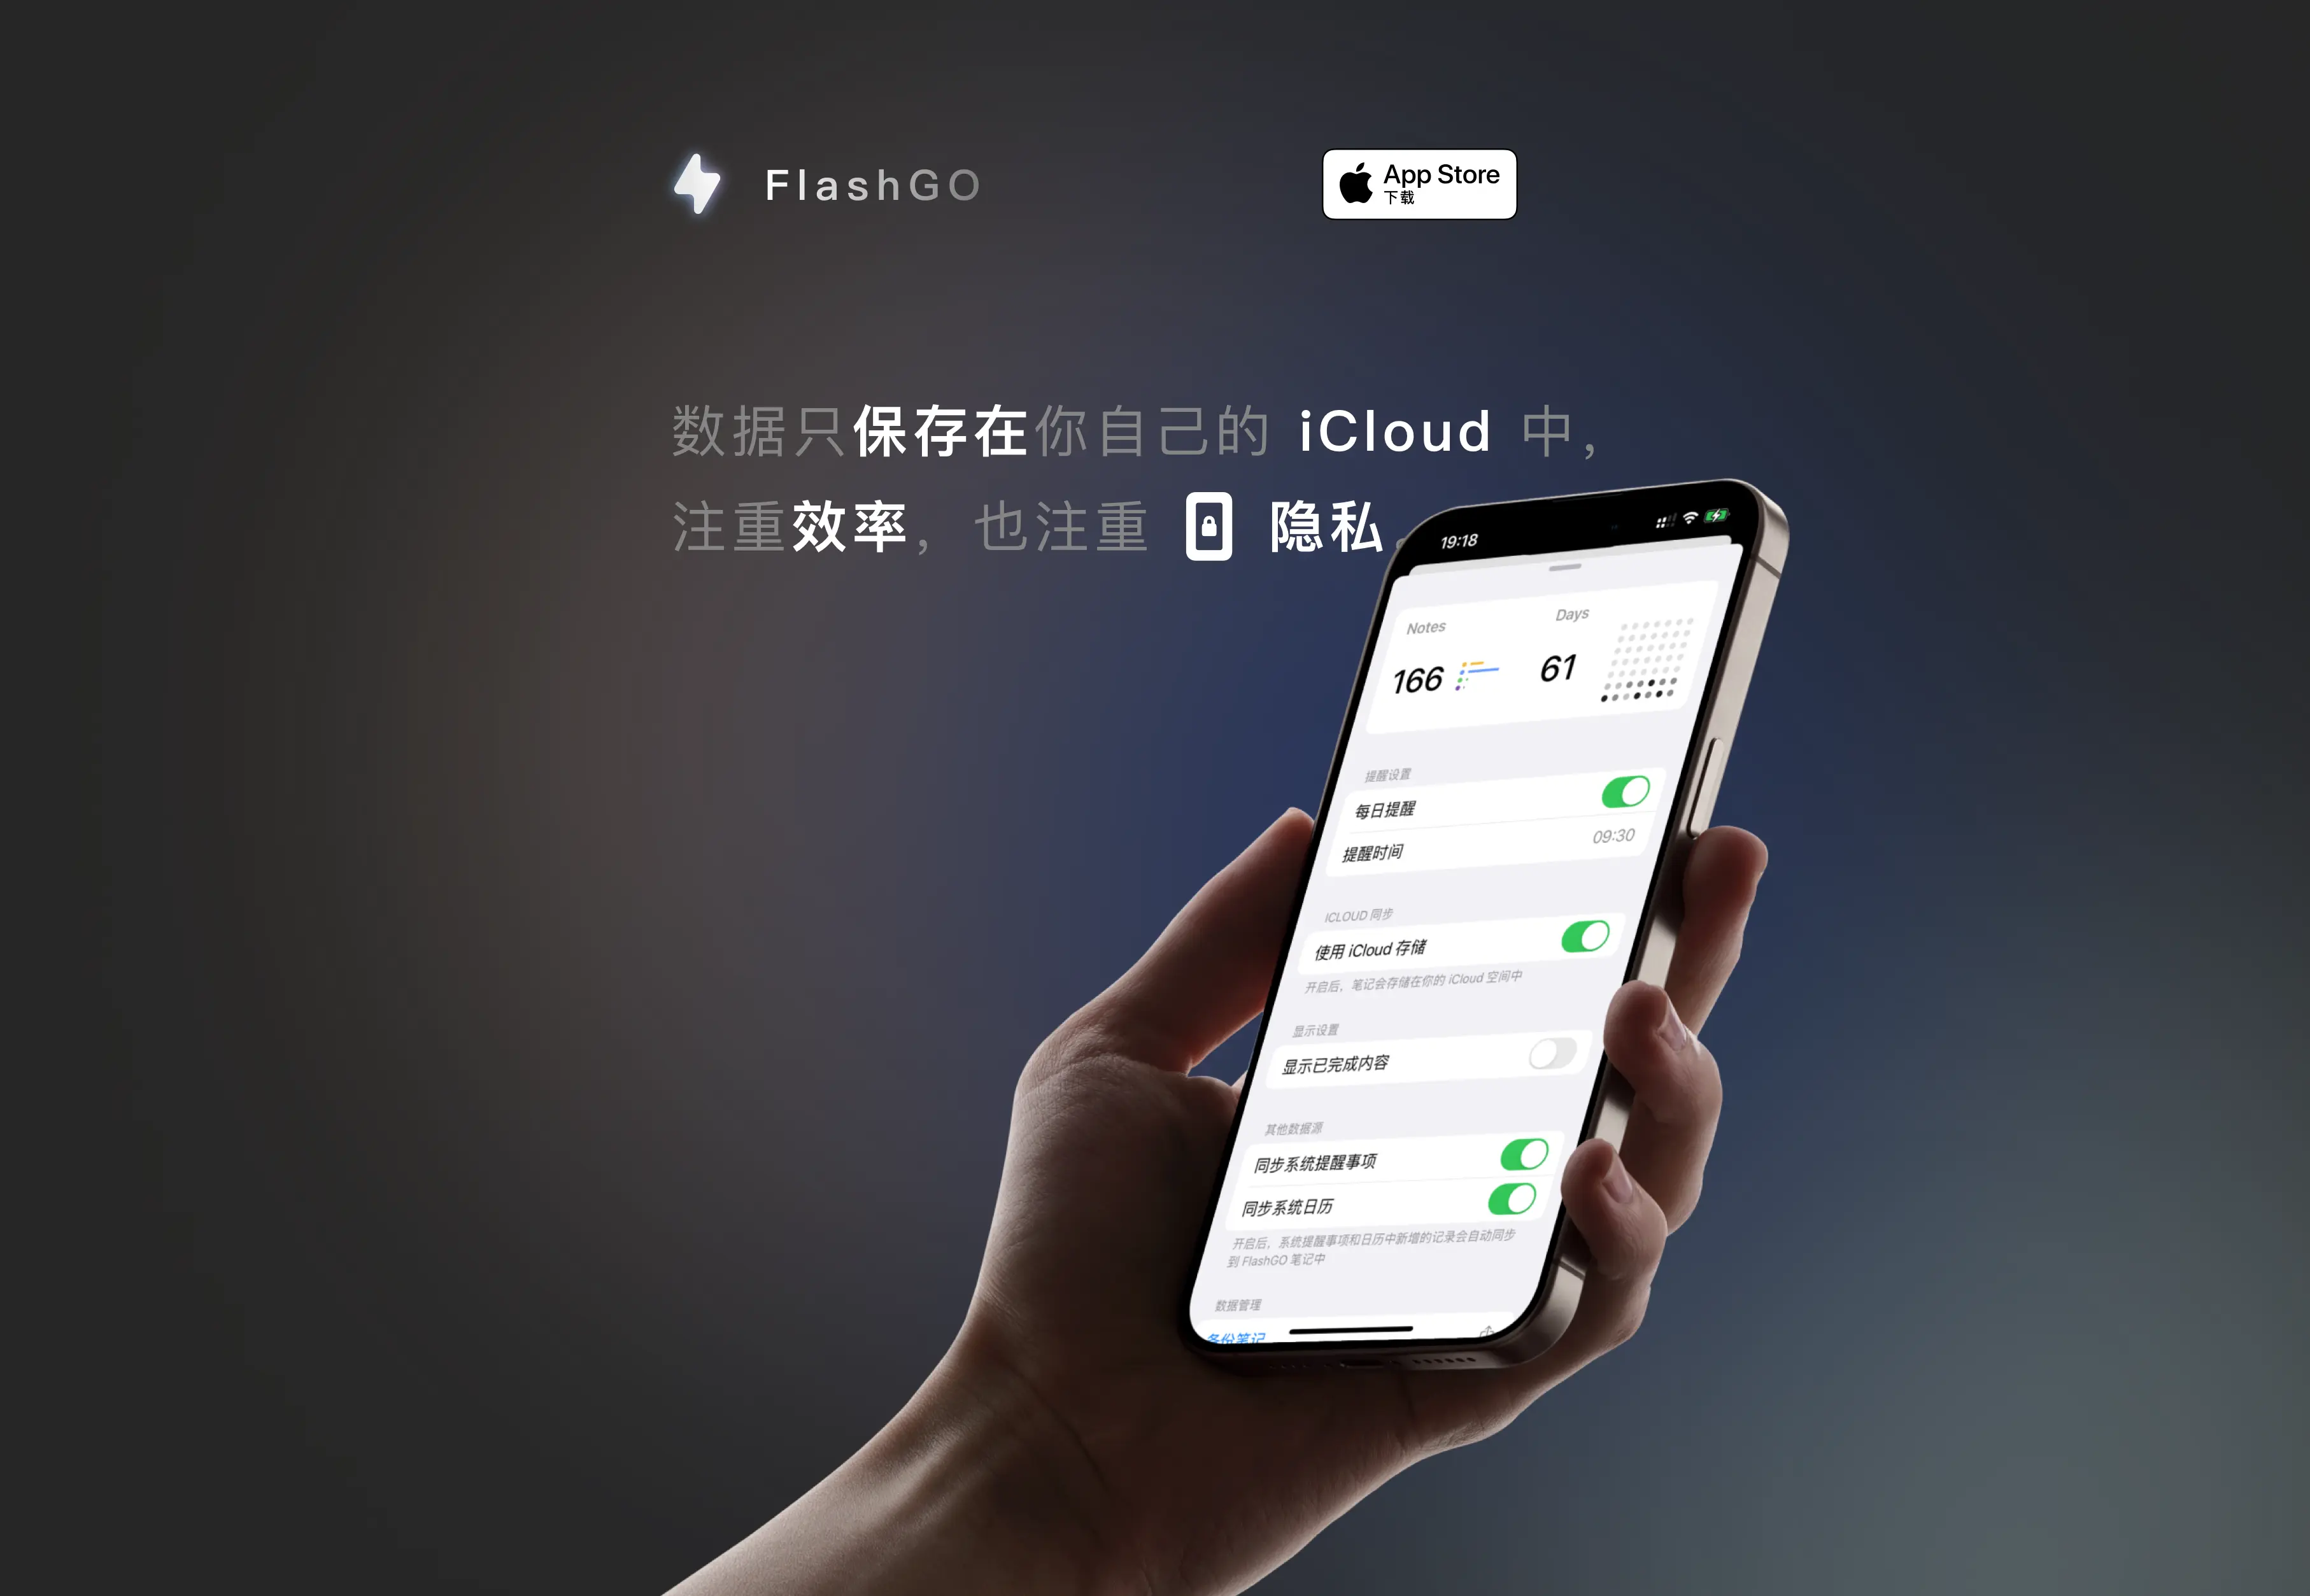 FlashGO
App Store
下载
数据只保存在你自己的 iCloud 中，
注重效率，也注重 隐私。
19:18
Notes
Days
166
61
提醒设置
每日提醒
提醒时间
09:30
ICLOUD 同步
使用 iCloud 存储
开启后，笔记会存储在你的 iCloud 空间中
显示设置
显示已完成内容
其他数据源
同步系统提醒事项
同步系统日历
开启后，系统提醒事项和日历中新增的记录会自动同步
到 FlashGO 笔记中
数据管理
备份笔记